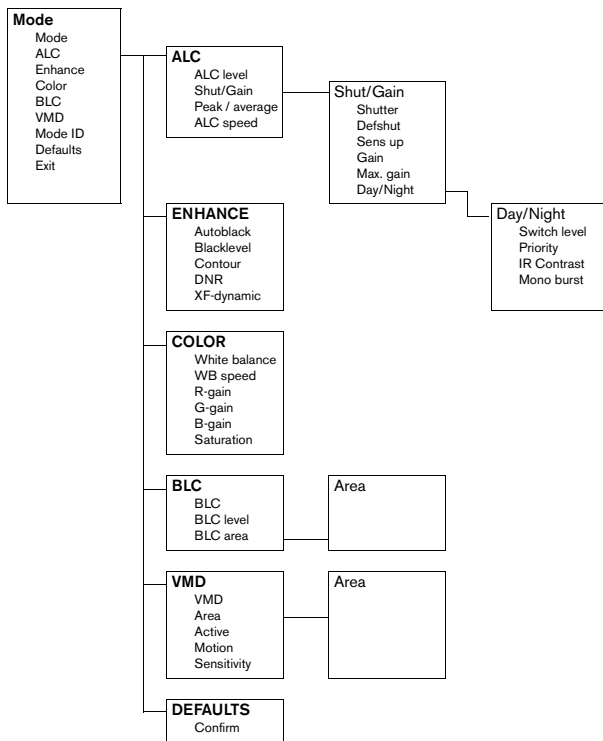 Mode
Mode
ALC
Enhance
Color
BLC
VMD
Mode ID
Defaults
Exit
ALC
ALC level
Shut/Gain
Peak / average
ALC speed
Shut/Gain
Shutter
Defshut
Sens up
Gain
Max. gain
Day/Night
Day/Night
Switch level
Priority
IR Contrast
Mono burst
ENHANCE
Autoblack
Blacklevel
Contour
DNR
XF-dynamic
COLOR
White balance
WB speed
R-gain
G-gain
B-gain
Saturation
BLC
BLC
BLC level
BLC area
Area
VMD
VMD
Area
Active
Motion
Sensitivity
Area
DEFAULTS
Confirm